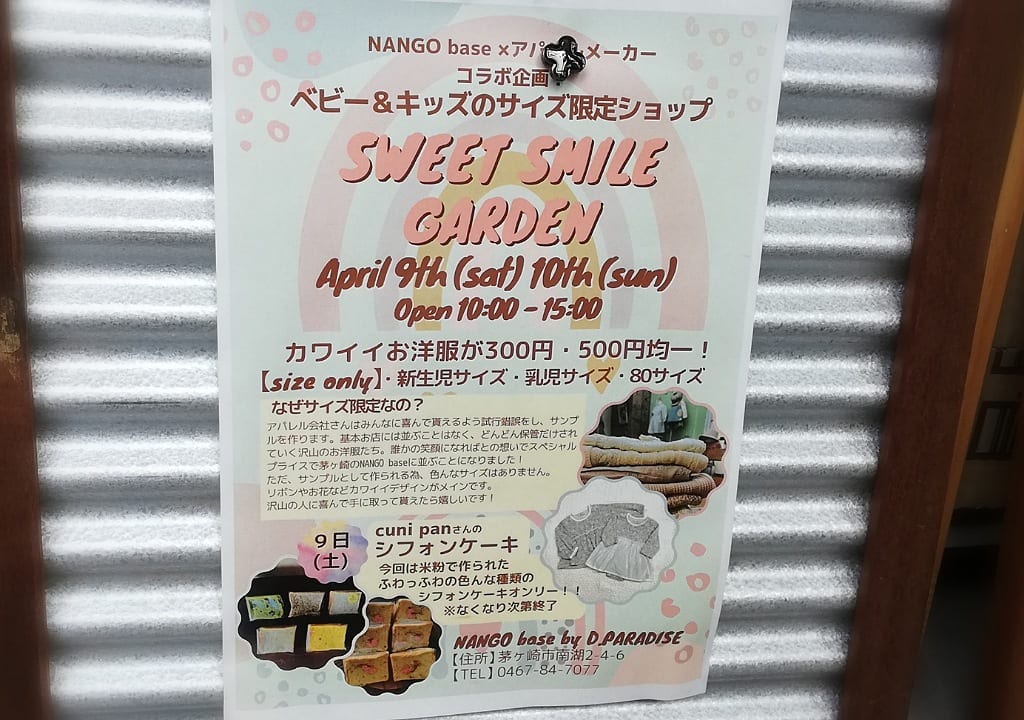 NANGO base ×アパ メーカー
コラボ企画
ベビー＆キッズのサイズ限定ショップ
SWEET SMILE
GARDEN
April 9th (sat) 10th (sun)
Open 10:00 - 15:00
カワイイお洋服が300円・500円均一！
【size only】・新生児サイズ・乳児サイズ・80サイズ
なぜサイズ限定なの？
アパレル会社さんはみんなに喜んで貰えるよう試行錯誤をし、サンプ
ルを作ります。基本お店には並ぶことはなく、どんどん保管だけされ
ていく沢山のお洋服たち。誰かの笑顔になればとの想いでスペシャル
プライスで茅ヶ崎のNANGO baseに並ぶことになりました！
ただ、サンプルとして作られる為、色んなサイズはありません。
リボンやお花などカワイイデザインがメインです。
沢山の人に喜んで手に取って貰えたら嬉しいです！
9日
(土)
cuni panさんの
シフォンケーキ
今回は米粉で作られた
ふわっふわの色んな種類の
シフォンケーキオンリー！！
※なくなり次第終了
NANGO base by D.PARADISE
【住所】茅ヶ崎市南湖2-4-6
【TEL】0467-84-7077